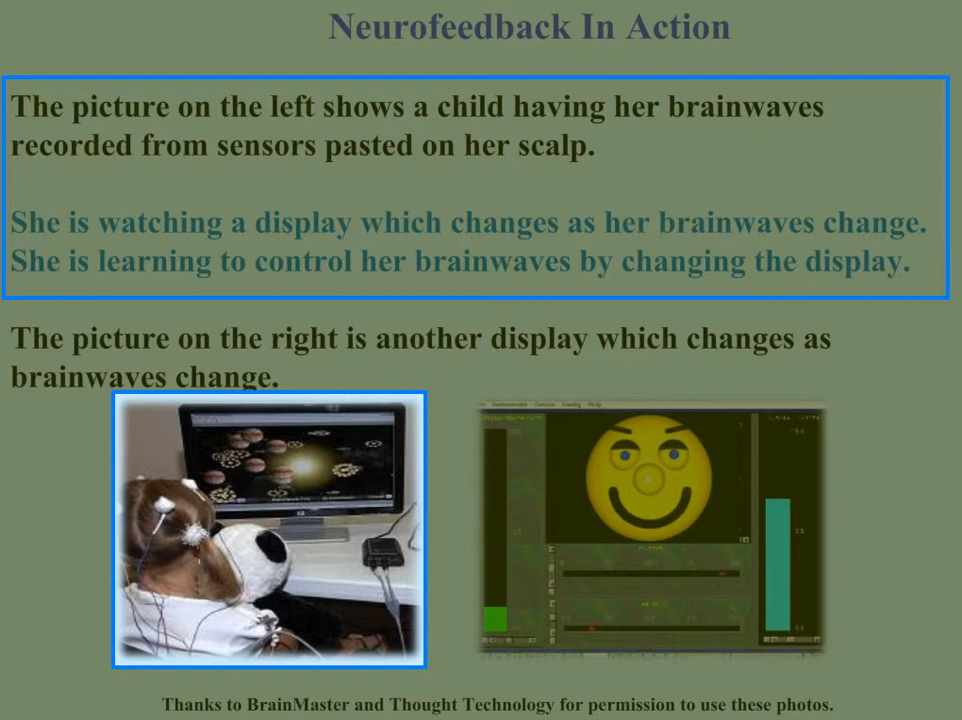 Neurofeedback In Action
The picture on the left shows a child having her brainwaves
recorded from sensors pasted on her scalp.
She is watching a display which changes as her brainwaves change.
She is learning to control her brainwaves by changing the display.
The picture on the right is another display which changes as
brainwaves change.
Thanks to BrainMaster and Thought Technology for permission to use these photos.